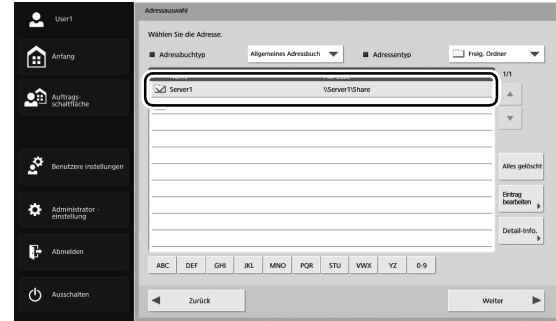 User1
Anfang
Auftrags-
schaltfläche
Benutzere instellungen
Administrator -
einstellung
Abmelden
Ausschalten
Adressauswahl
Wählen Sie die Adresse.
Adressbuchtyp
Allgemeines Adressbuch
Adressentyp
Freig. Ordner
1/1
Server1 \\Server1\Share
Alles gelöscht
Eintrag
bearbeiten
Detail-Info.
ABC DEF GHI JKL MNO PQR STU VWX YZ 0-9
Zurück
Weiter